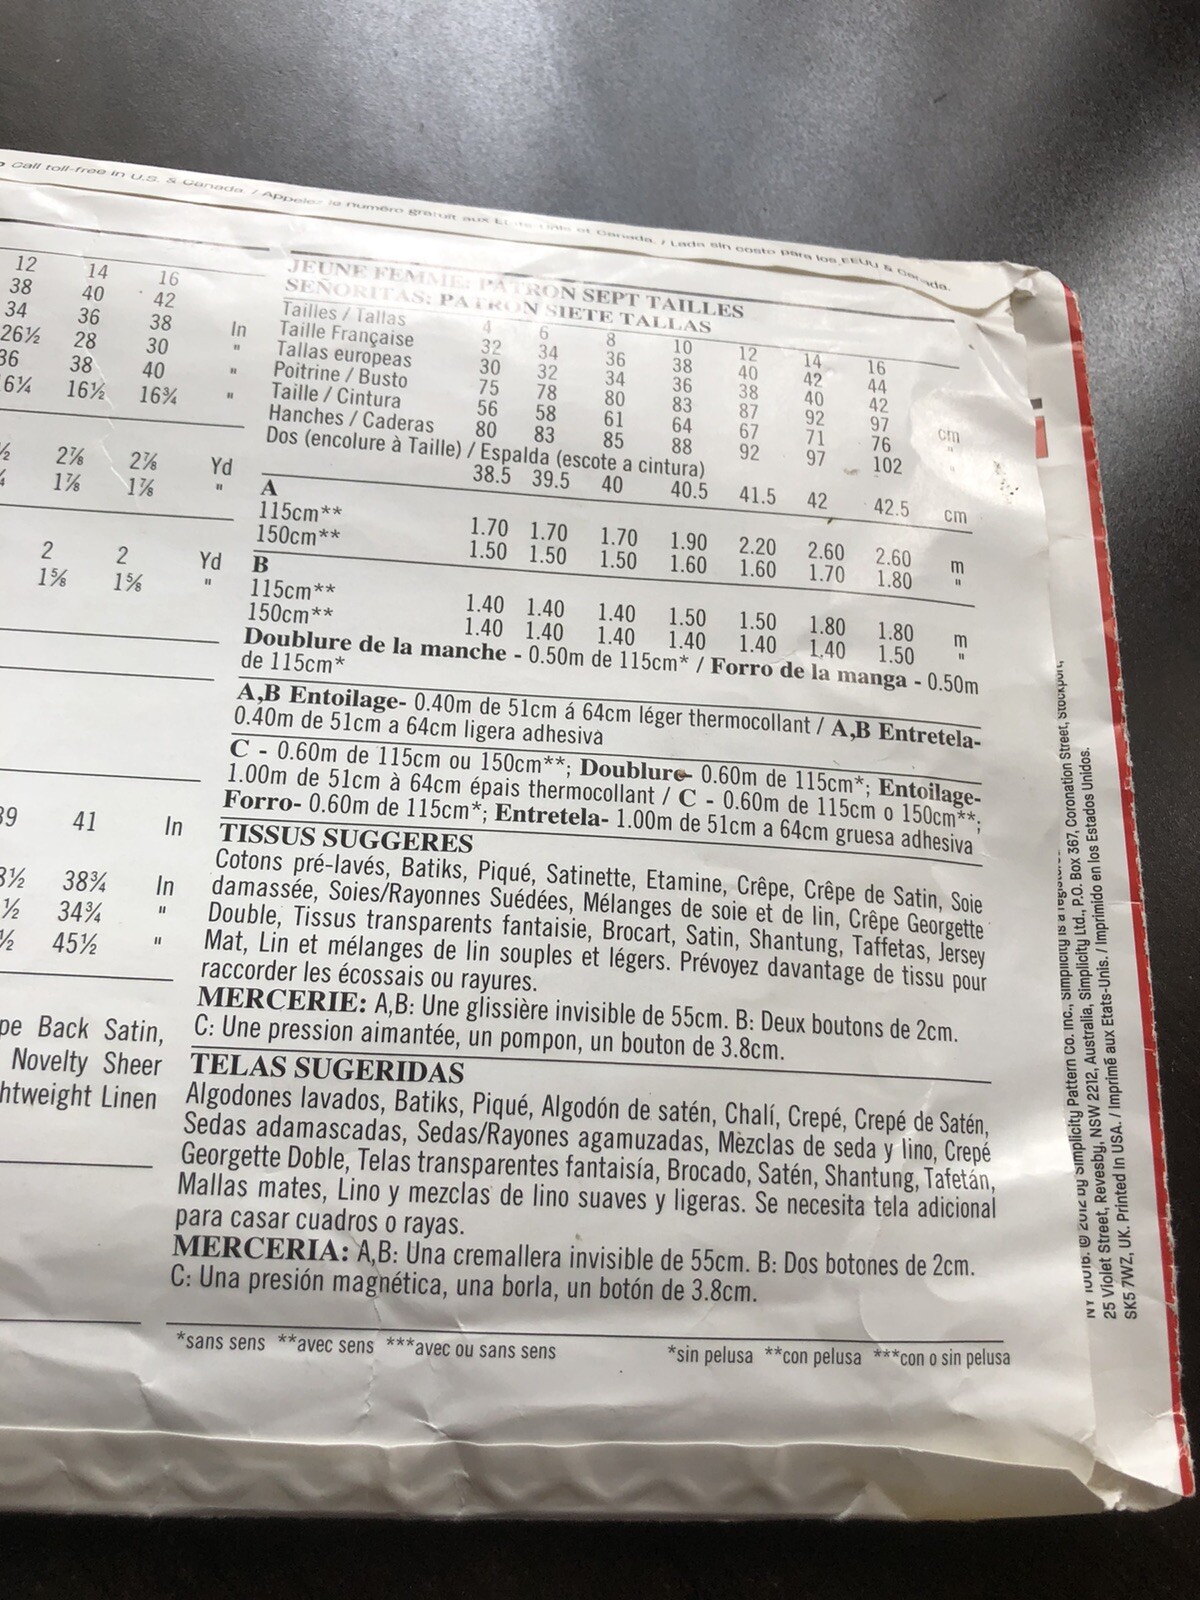 Call toll-free in U.S. & Canada. / Appelez le numéro gratuit aux Etats-Unis et Canada. / Lada sin costo para los EEUU & Canada.
12 14 16
38 40 42
34 36 38 In
26½ 28 30 "
36 38 40 "
16½ 16¾ "
2⅞ 2⅞ Yd
1⅞ 1⅞ "
2 2 Yd
1⅝ 1⅝ "
39 41 In
38¾ In
34¾ "
45½ "
pe Back Satin,
Novelty Sheer
htweight Linen
JEUNE FEMME: PATRON SEPT TAILLES
SEÑORITAS: PATRON SIETE TALLAS
Tailles / Tallas 4 6 8 10 12 14 16
Taille Française 32 34 36 38 40 42 44
Tallas europeas 30 32 34 36 38 40 42
Poitrine / Busto 75 78 80 83 87 92 97 cm
Taille / Cintura 56 58 61 64 67 71 76 "
Hanches / Caderas 80 83 85 88 92 97 102 "
Dos (encolure à Taille) / Espalda (escote a cintura)
38.5 39.5 40 40.5 41.5 42 42.5 cm
A
115cm** 1.70 1.70 1.70 1.90 2.20 2.60 2.60 m
150cm** 1.50 1.50 1.50 1.60 1.60 1.70 1.80 "
B
115cm** 1.40 1.40 1.40 1.50 1.50 1.80 1.80 m
150cm** 1.40 1.40 1.40 1.40 1.40 1.40 1.50 "
Doublure de la manche - 0.50m de 115cm* / Forro de la manga - 0.50m
de 115cm*
A,B Entoilage- 0.40m de 51cm á 64cm léger thermocollant / A,B Entretela-
0.40m de 51cm a 64cm ligera adhesiva
C - 0.60m de 115cm ou 150cm**; Doublure- 0.60m de 115cm*; Entoilage-
1.00m de 51cm à 64cm épais thermocollant / C - 0.60m de 115cm o 150cm**;
Forro- 0.60m de 115cm*; Entretela- 1.00m de 51cm a 64cm gruesa adhesiva
TISSUS SUGGERES
Cotons pré-lavés, Batiks, Piqué, Satinette, Etamine, Crêpe, Crêpe de Satin, Soie
damassée, Soies/Rayonnes Suédées, Mélanges de soie et de lin, Crêpe Georgette
Double, Tissus transparents fantaisie, Brocart, Satin, Shantung, Taffetas, Jersey
Mat, Lin et mélanges de lin souples et légers. Prévoyez davantage de tissu pour
raccorder les écossais ou rayures.
MERCERIE: A,B: Une glissière invisible de 55cm. B: Deux boutons de 2cm.
C: Une pression aimantée, un pompon, un bouton de 3.8cm.
TELAS SUGERIDAS
Algodones lavados, Batiks, Piqué, Algodón de satén, Chalí, Crepé, Crepé de Satén,
Sedas adamascadas, Sedas/Rayones agamuzadas, Mezclas de seda y lino, Crepé
Georgette Doble, Telas transparentes fantaisía, Brocado, Satén, Shantung, Tafetán,
Mallas mates, Lino y mezclas de lino suaves y ligeras. Se necesita tela adicional
para casar cuadros o rayas.
MERCERIA: A,B: Una cremallera invisible de 55cm. B: Dos botones de 2cm.
C: Una presión magnética, una borla, un botón de 3.8cm.
*sans sens **avec sens ***avec ou sans sens
*sin pelusa **con pelusa ***con o sin pelusa
NY 10016. © 2012 by Simplicity Pattern Co. Inc., Simplicity is a
25 Violet Street, Revesby, NSW 2212, Australia, Simplicity Ltd., P.O. Box 367, Coronation Street, Stockport,
SK5 7WZ, UK. Printed in USA. / Imprimé aux Etats-Unis. / Imprimido en los Estados Unidos.